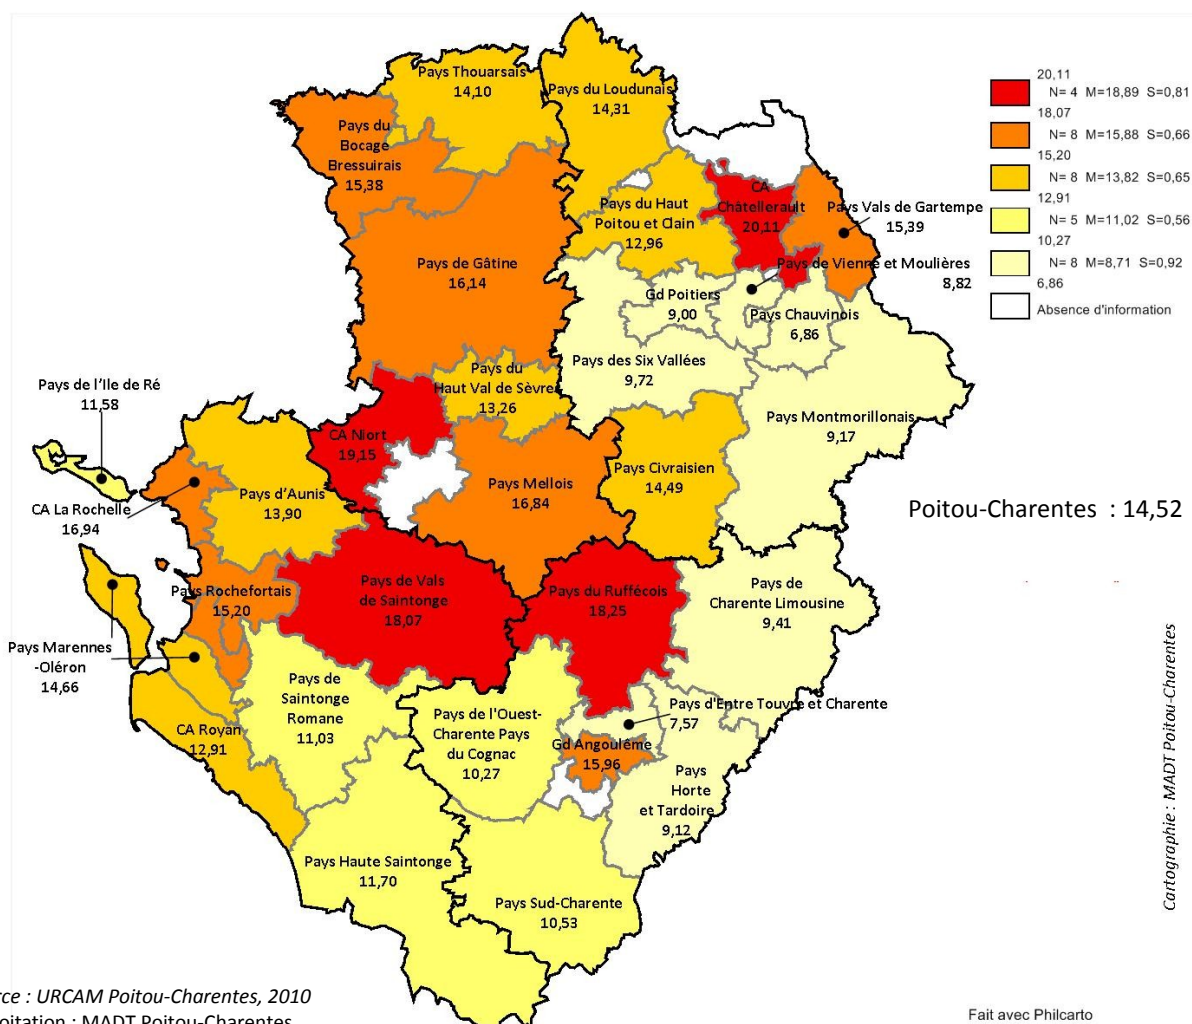 Pays Thouarsais
14,10
Pays du Loudunais
14,31
Pays du
Bocage
Bressuirais
15,38
Pays du Haut
Poitou et Clain
12,96
CA
Châtellerault
20,11
Pays Vals de Gartempe
15,39
Pays de Gâtine
16,14
Pays de Vienne et Moulières
8,82
Gd Poitiers
9,00
Pays Chauvinois
6,86
Pays des Six Vallées
9,72
Pays du
Haut Val de Sèvre
13,26
Pays de l'Ile de Ré
11,58
Pays Montmorillonais
9,17
CA Niort
19,15
Pays Civraisien
14,49
Pays Mellois
16,84
Pays d'Aunis
13,90
CA La Rochelle
16,94
Pays Rochefortais
15,20
Pays de Vals
de Saintonge
18,07
Pays du Rufféçois
18,25
Pays de
Charente Limousine
9,41
Pays Marennes
-Oléron
14,66
Pays de
Saintonge
Romane
11,03
Pays de l'Ouest-
Charente Pays
du Cognac
10,27
Pays d'Entre Touvre et Charente
7,57
CA Royan
12,91
Gd Angoulême
15,96
Pays
Horte
et Tardoire
9,12
Pays Haute Saintonge
11,70
Pays Sud-Charente
10,53
20,11
N= 4 M=18,89 S=0,81
18,07
N= 8 M=15,88 S=0,66
15,20
N= 8 M=13,82 S=0,65
12,91
N= 5 M=11,02 S=0,56
10,27
N= 8 M=8,71 S=0,92
6,86
Absence d'information
Poitou-Charentes : 14,52
Cartographie : MADT Poitou-Charentes
rce : URCAM Poitou-Charentes, 2010
oitation : MADT Poitou-Charentes
Fait avec Philcarto